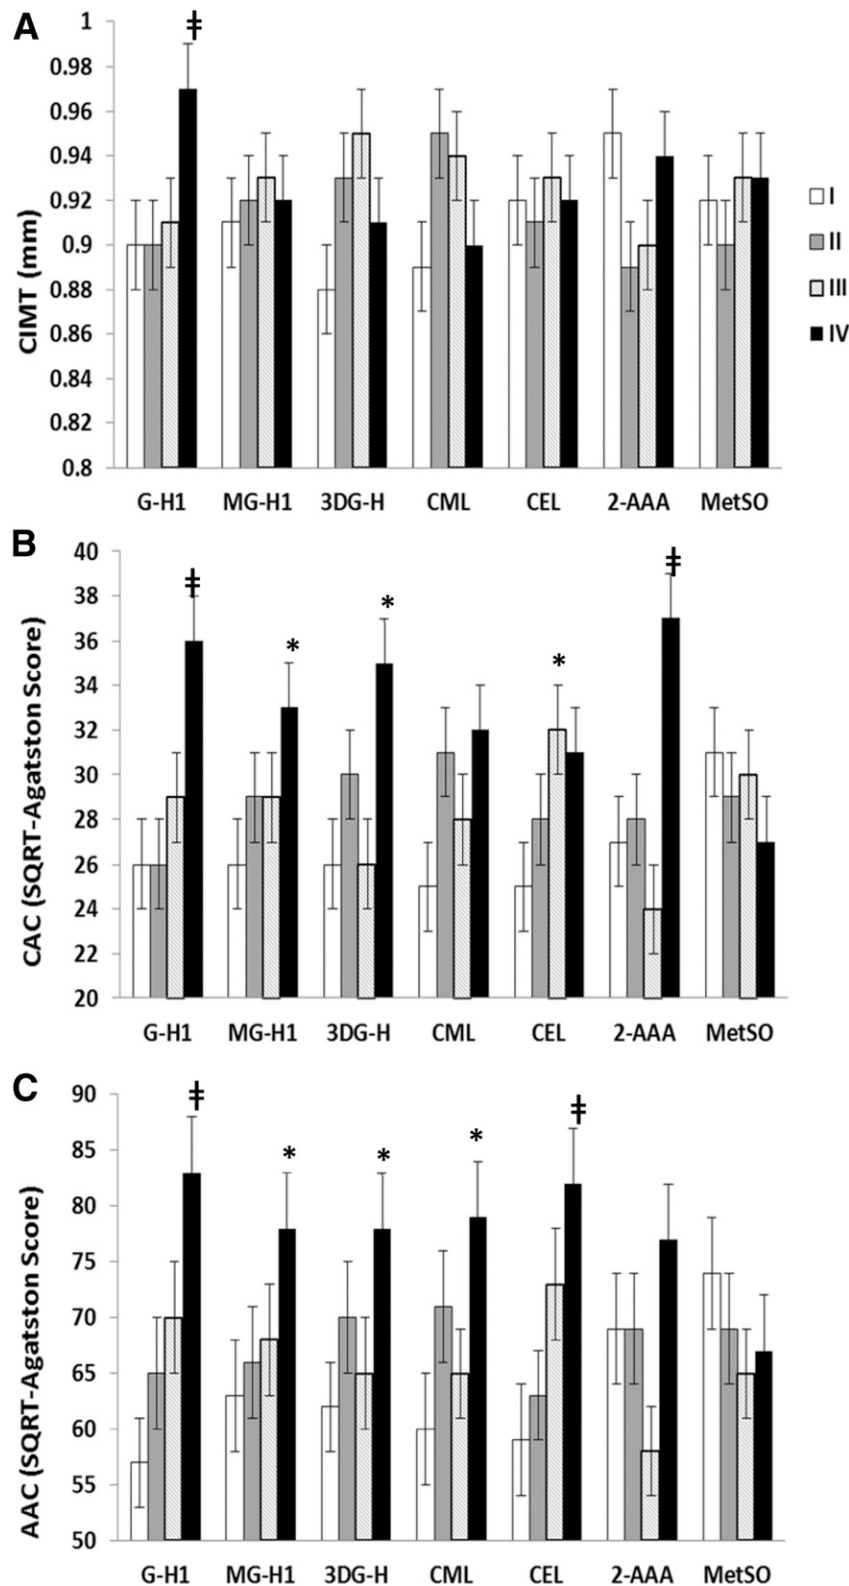 A
‡
1
0.98
0.96
0.94
0.92
0.9
0.88
0.86
0.84
0.82
0.8
CIMT (mm)
I
II
III
IV
G-H1 MG-H1 3DG-H CML CEL 2-AAA MetSO
B
‡ * * * ‡
40
38
36
34
32
30
28
26
24
22
20
CAC (SQRT-Agatston Score)
G-H1 MG-H1 3DG-H CML CEL 2-AAA MetSO
C
‡ * * * ‡
90
85
80
75
70
65
60
55
50
AAC (SQRT-Agatston Score)
G-H1 MG-H1 3DG-H CML CEL 2-AAA MetSO